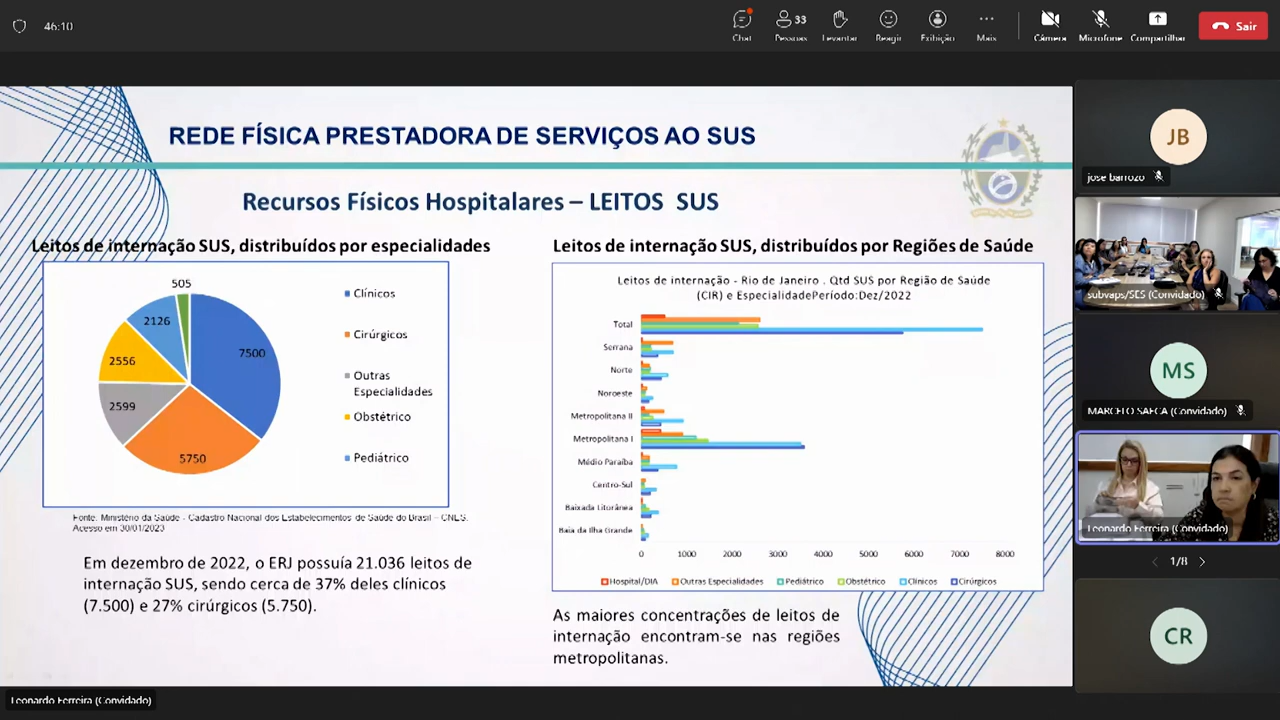 46:10
Chat
Pessoas
33
Levantar
Reagir
Exibição
Mais
Câmera
Microfone
Compartilhar
Sair
REDE FÍSICA PRESTADORA DE SERVIÇOS AO SUS
Recursos Físicos Hospitalares – LEITOS SUS
Leitos de internação SUS, distribuídos por especialidades
505
2126
2556
2599
5750
7500
Clínicos
Cirúrgicos
Outras
Especialidades
Obstétrico
Pediátrico
Fonte: Ministério da Saúde - Cadastro Nacional dos Estabelecimentos de Saúde do Brasil – CNES.
Acesso em 30/01/2023
Em dezembro de 2022, o ERJ possuía 21.036 leitos de
internação SUS, sendo cerca de 37% deles clínicos
(7.500) e 27% cirúrgicos (5.750).
Leitos de internação SUS, distribuídos por Regiões de Saúde
Leitos de internação - Rio de Janeiro . Qtd SUS por Região de Saúde
(CIR) e EspecialidadePeríodo:Dez/2022
Total
Serrana
Norte
Noroeste
Metropolitana II
Metropolitana I
Médio Paraíba
Centro-Sul
Baixada Litorânea
Baía da Ilha Grande
0 1000 2000 3000 4000 5000 6000 7000 8000
Hospital/DIA Outras Especialidades Pediátrico Obstétrico Clínicos Cirúrgicos
As maiores concentrações de leitos de
internação encontram-se nas regiões
metropolitanas.
JB
jose barrozo
subvaps/SES (Convidado)
MS
MARCELO SAECA (Convidado)
Leonardo Ferreira (Convidado)
1/8
CR
Leonardo Ferreira (Convidado)